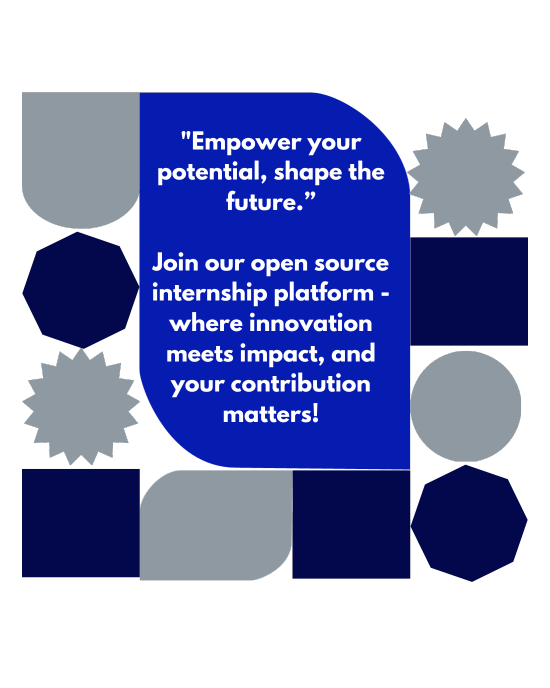 "Empower your
potential, shape the
future.”
Join our open source
internship platform -
where innovation
meets impact, and
your contribution
matters!